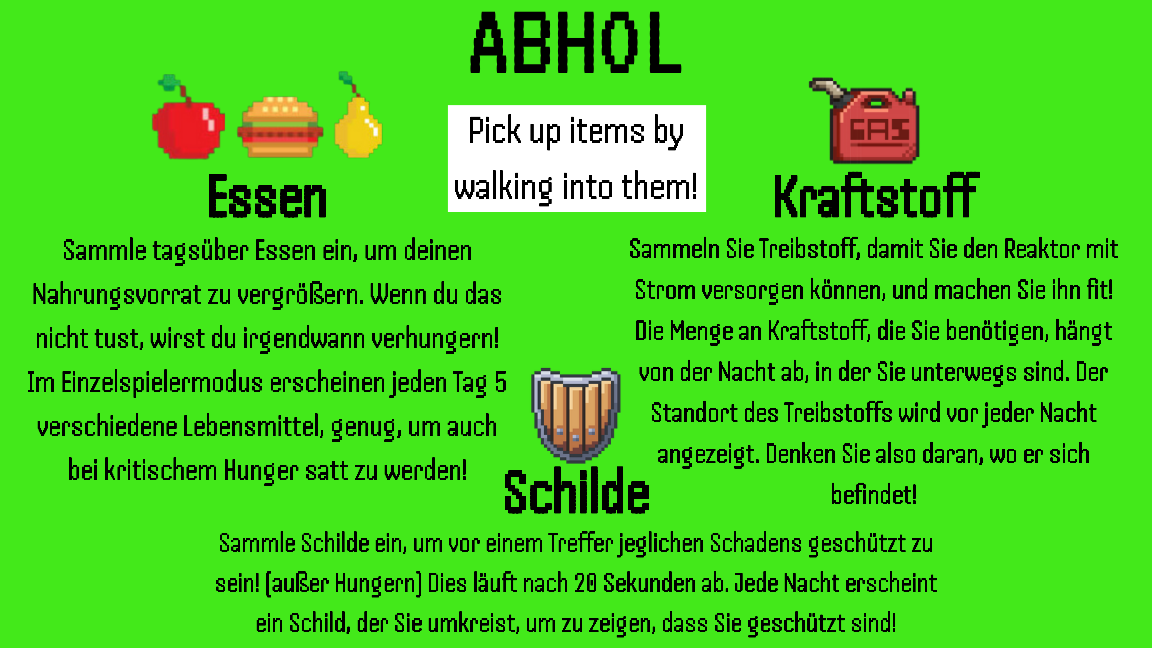 ABHOL
Pick up items by
walking into them!
GAS
Essen
Sammle tagsüber Essen ein, um deinen
Nahrungsvorrat zu vergrößern. Wenn du das
nicht tust, wirst du irgendwann verhungern!
Im Einzelspielermodus erscheinen jeden Tag 5
verschiedene Lebensmittel, genug, um auch
bei kritischem Hunger satt zu werden!
Kraftstoff
Sammeln Sie Treibstoff, damit Sie den Reaktor mit
Strom versorgen können, und machen Sie ihn fit!
Die Menge an Kraftstoff, die Sie benötigen, hängt
von der Nacht ab, in der Sie unterwegs sind. Der
Standort des Treibstoffs wird vor jeder Nacht
angezeigt. Denken Sie also daran, wo er sich
befindet!
Schilde
Sammle Schilde ein, um vor einem Treffer jeglichen Schadens geschützt zu
sein! (außer Hungern) Dies läuft nach 20 Sekunden ab. Jede Nacht erscheint
ein Schild, der Sie umkreist, um zu zeigen, dass Sie geschützt sind!